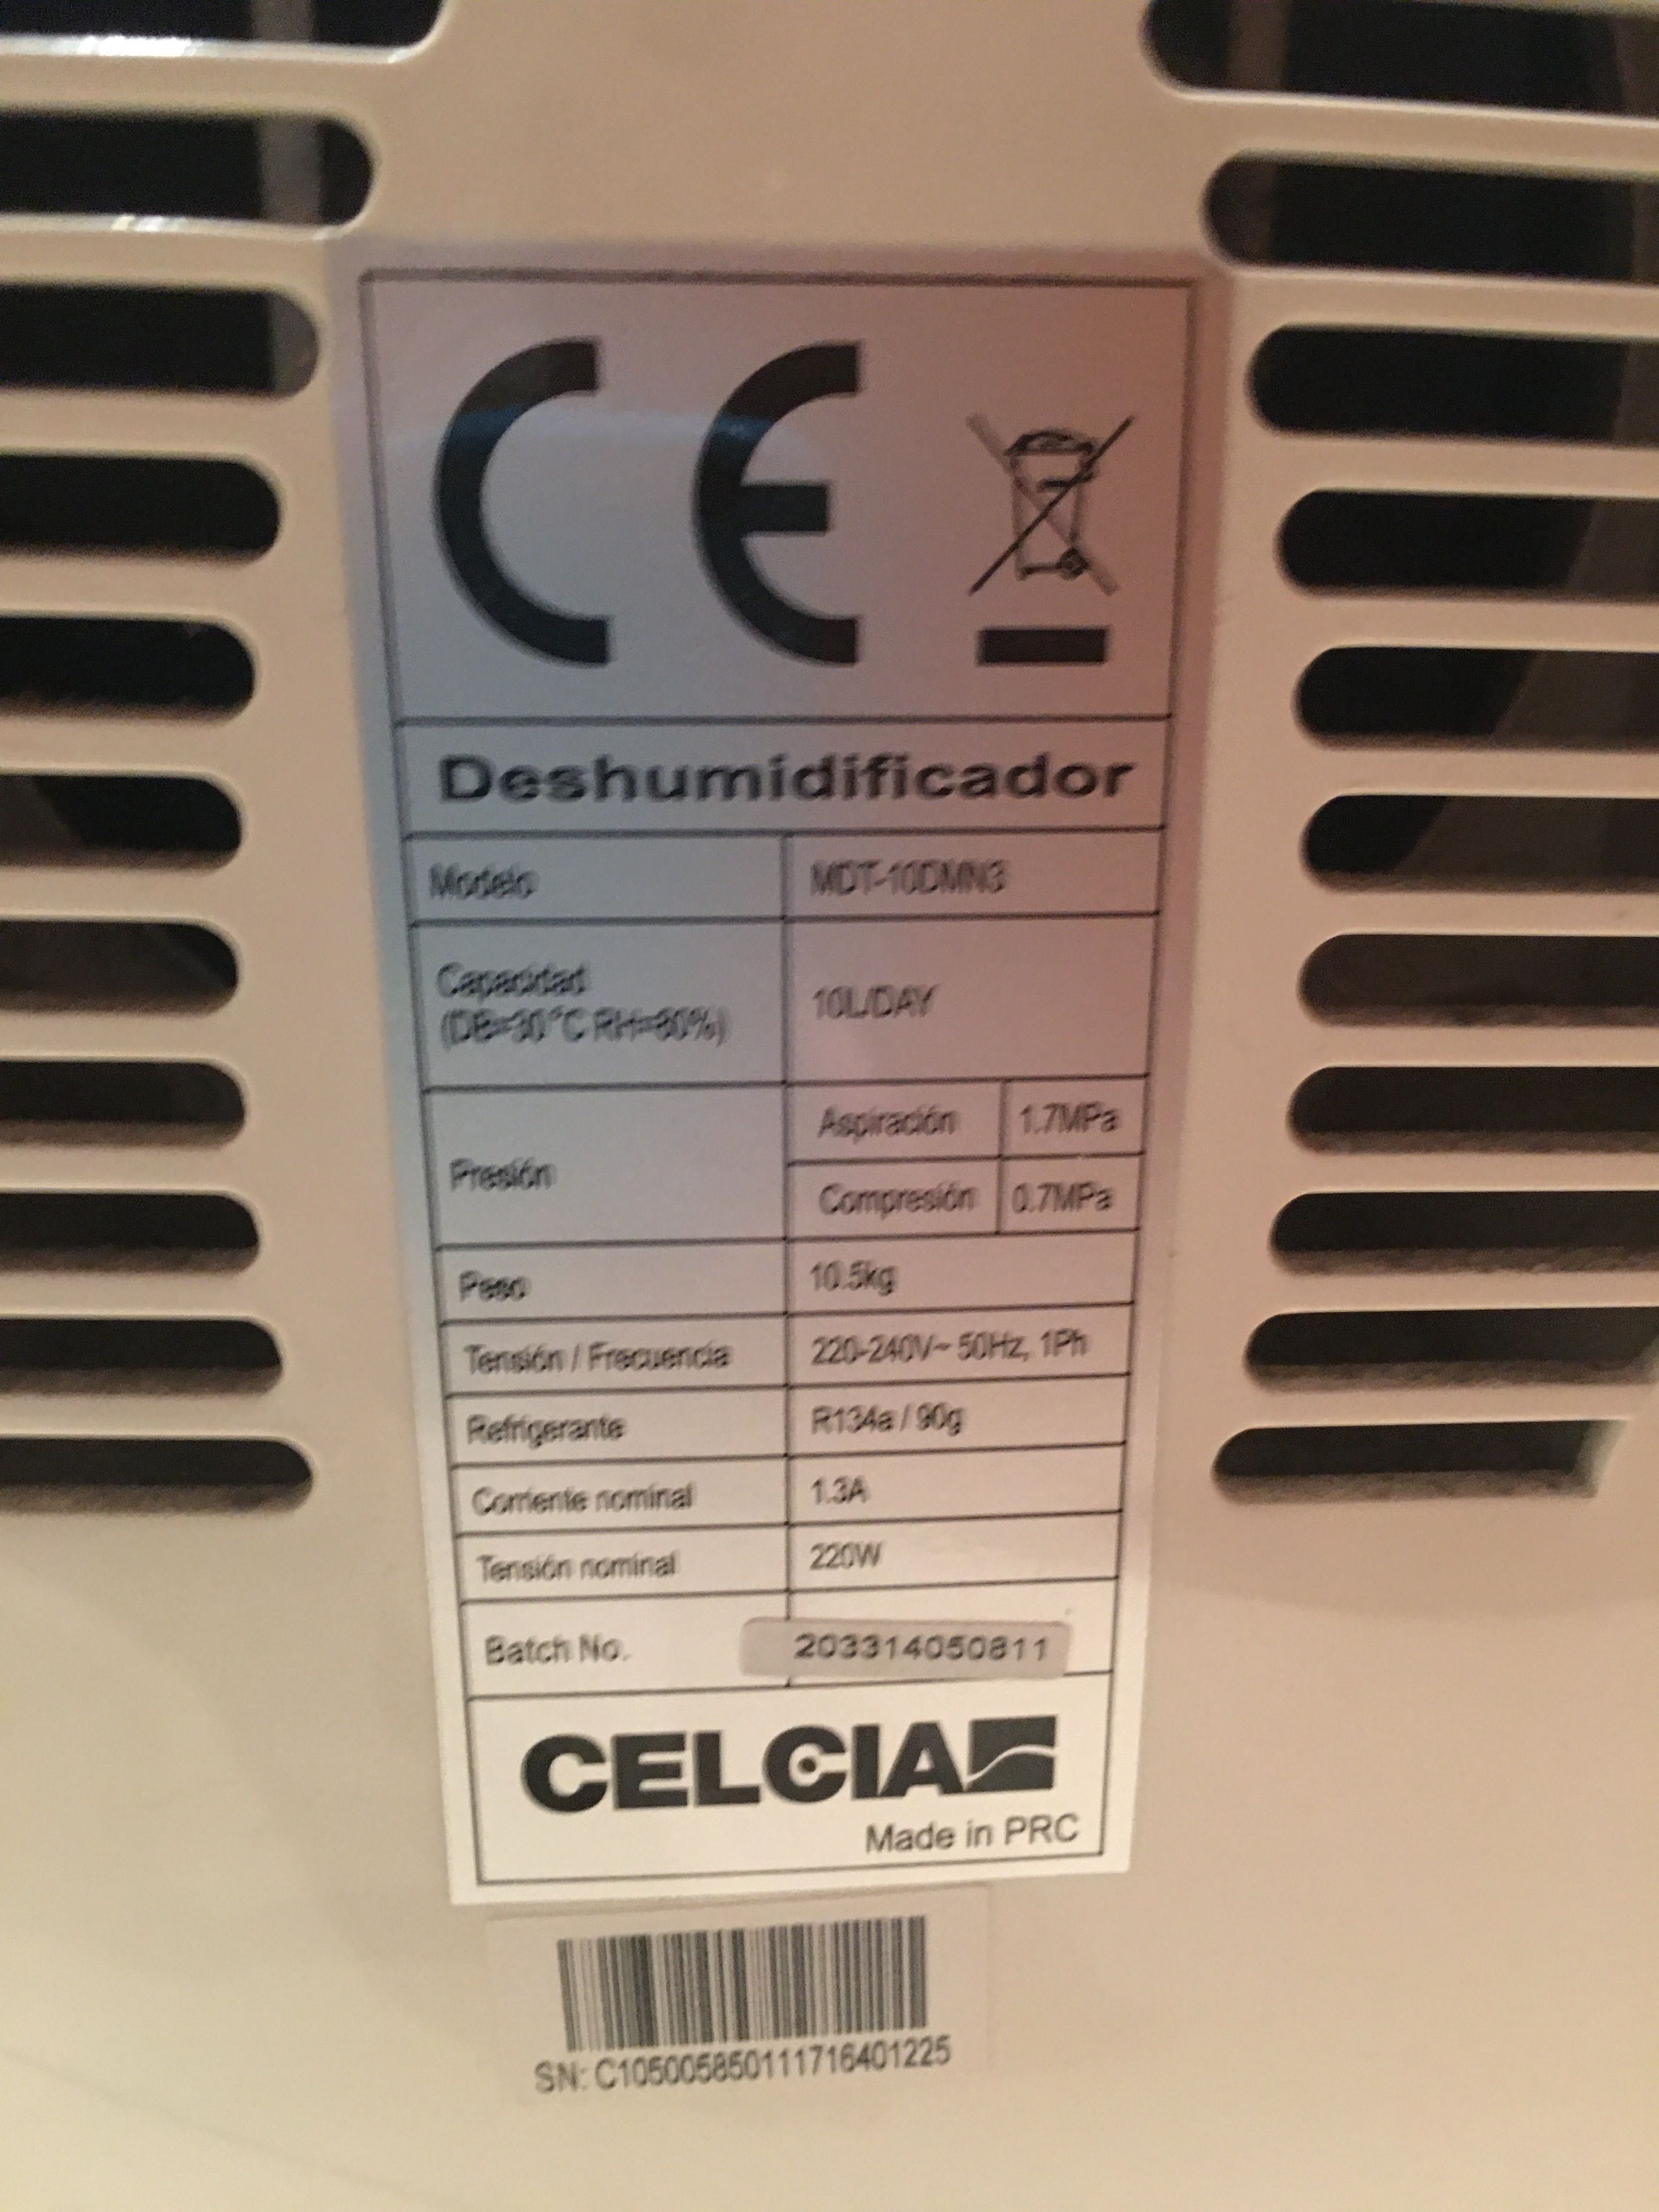 CE
Deshumidificador
Modelo MDT-10DMN3
Capacidad
(DB=30°C RH=80%) 10L/DAY
Presión
Aspiración 1.7MPa
Compresión 0.7MPa
Peso 10.5kg
Tensión / Frecuencia 220-240V~ 50Hz, 1Ph
Refrigerante R134a / 90g
Corriente nominal 1.3A
Tensión nominal 220W
Batch No. 203314050811
CELCIA
Made in PRC
SN: C105005850111716401225